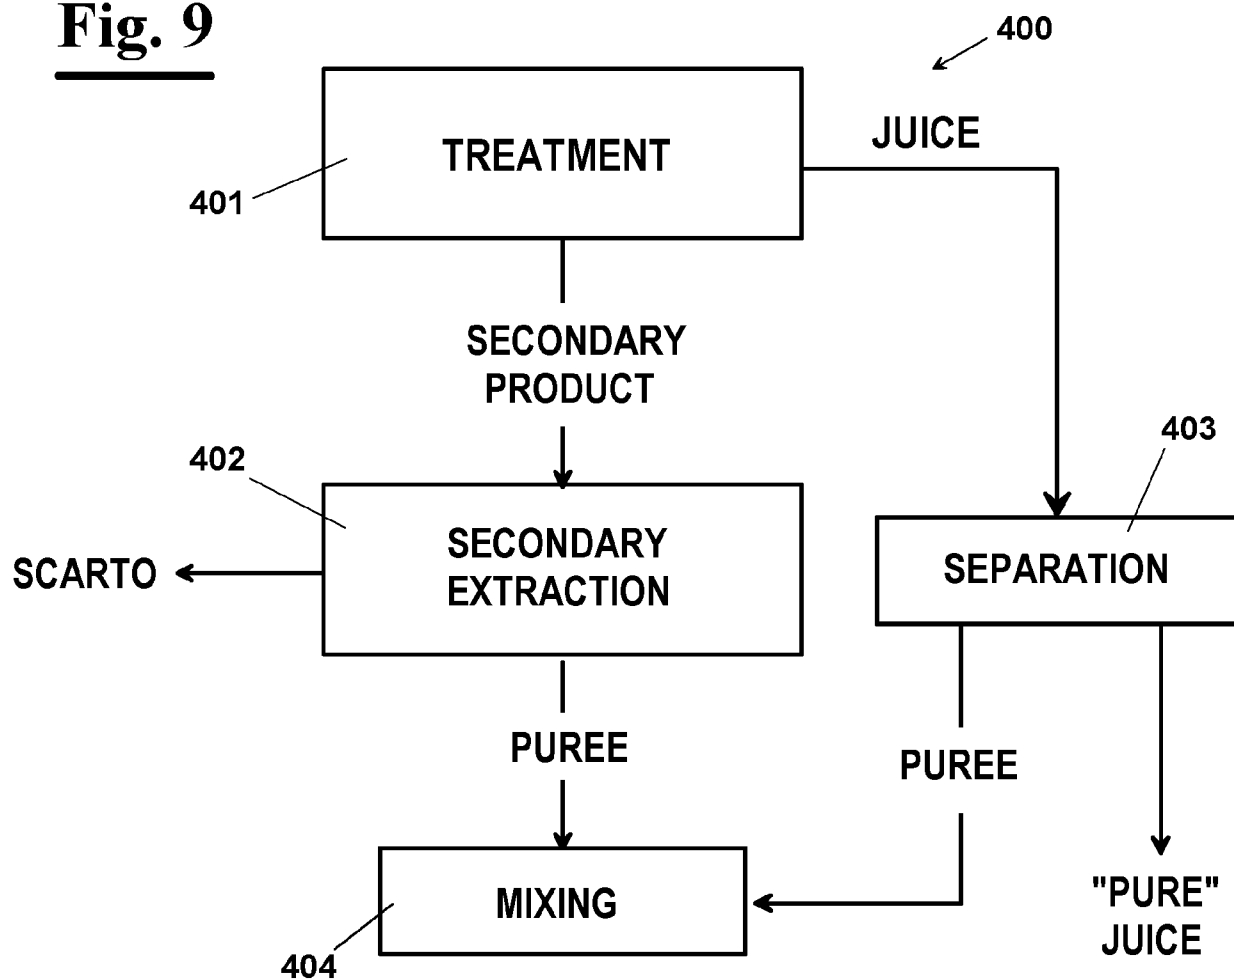 Fig. 9
400
JUICE
TREATMENT
401
SECONDARY
PRODUCT
403
402
SECONDARY
EXTRACTION
SEPARATION
SCARTO
PUREE
PUREE
MIXING
"PURE"
JUICE
404